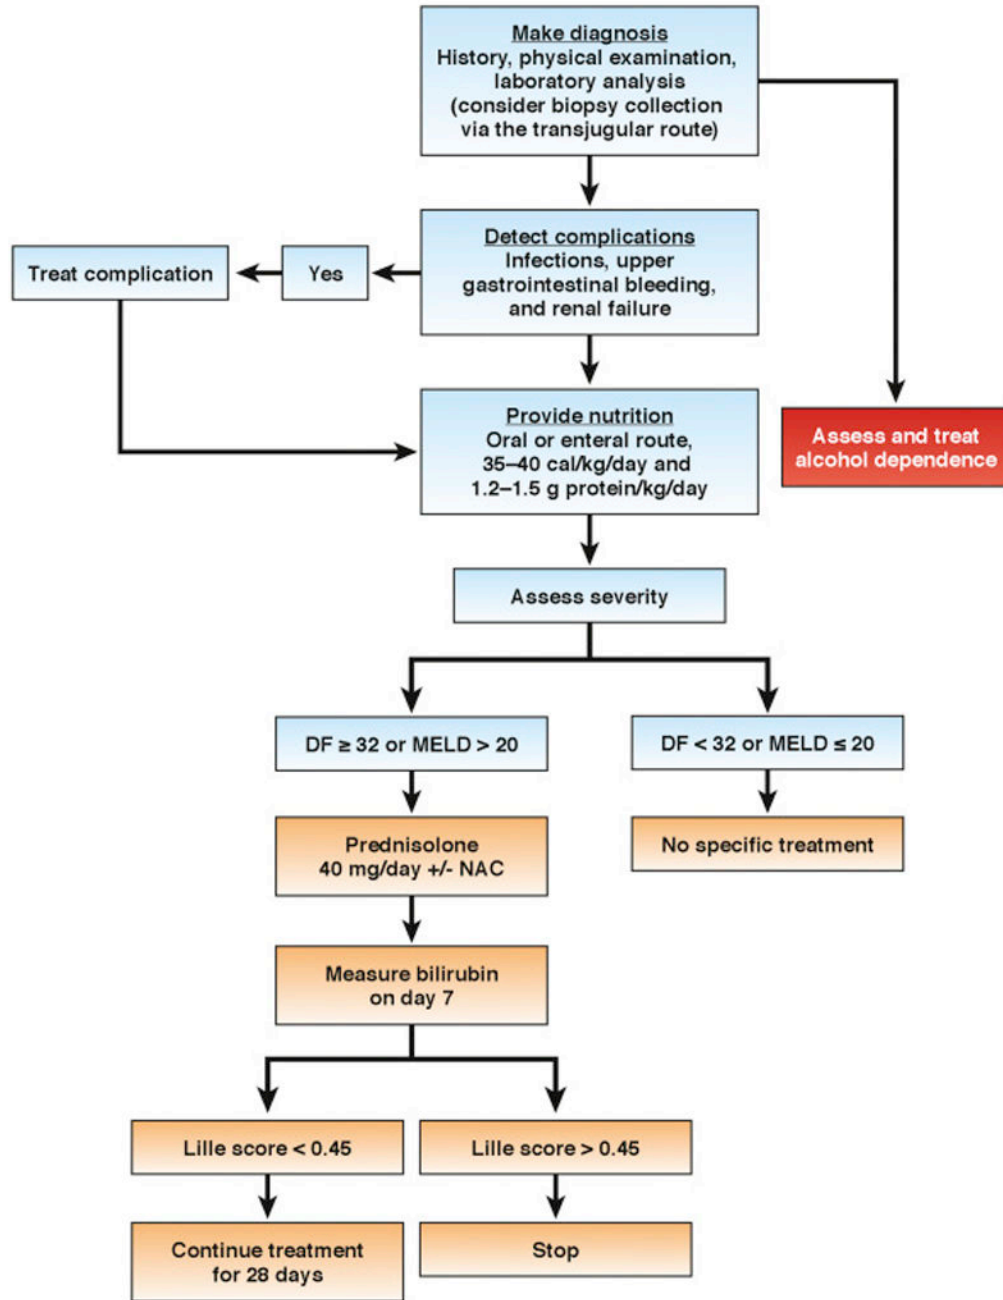 Make diagnosis
History, physical examination,
laboratory analysis
(consider biopsy collection
via the transjugular route)
Detect complications
Infections, upper
gastrointestinal bleeding,
and renal failure
Yes
Treat complication
Provide nutrition
Oral or enteral route,
35–40 cal/kg/day and
1.2–1.5 g protein/kg/day
Assess and treat
alcohol dependence
Assess severity
DF ≥ 32 or MELD > 20
DF < 32 or MELD ≤ 20
Prednisolone
40 mg/day +/- NAC
No specific treatment
Measure bilirubin
on day 7
Lille score < 0.45
Lille score > 0.45
Continue treatment
for 28 days
Stop